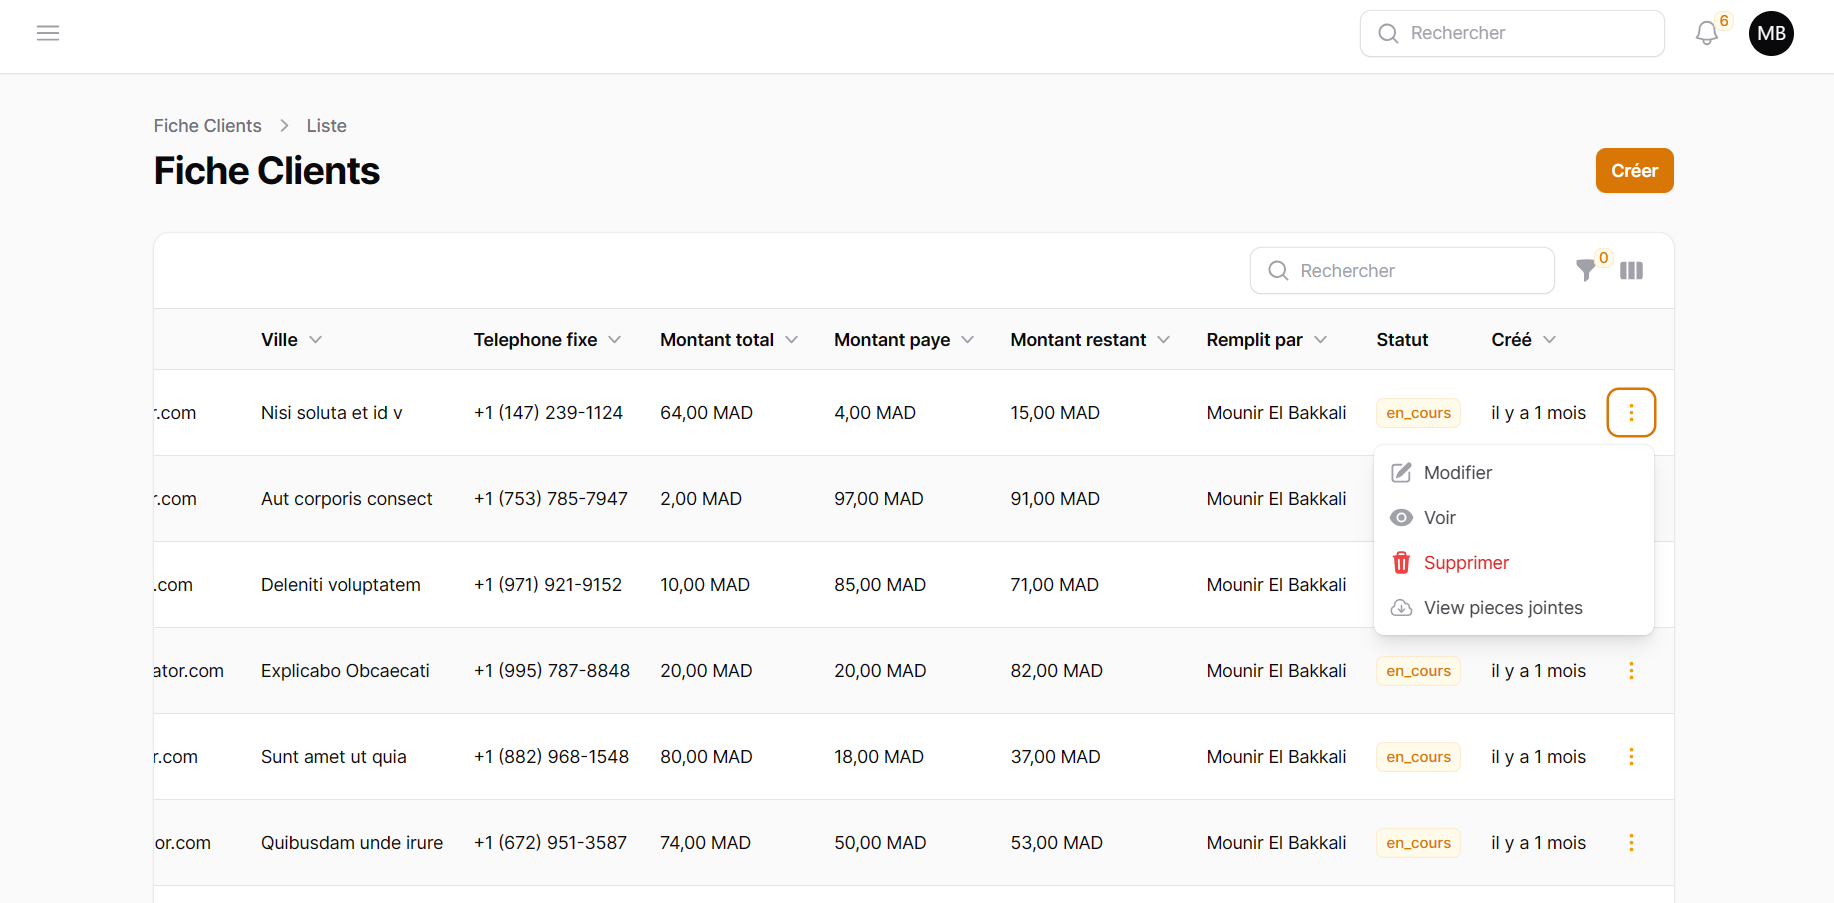 Rechercher
6
MB
Fiche Clients > Liste
Fiche Clients
Créer
Rechercher
0
Ville Telephone fixe Montant total Montant paye Montant restant Remplit par Statut Créé
r.com Nisi soluta et id v +1 (147) 239-1124 64,00 MAD 4,00 MAD 15,00 MAD Mounir El Bakkali en_cours il y a 1 mois
Modifier
r.com Aut corporis consect +1 (753) 785-7947 2,00 MAD 97,00 MAD 91,00 MAD Mounir El Bakkali
Voir
Supprimer
.com Deleniti voluptatem +1 (971) 921-9152 10,00 MAD 85,00 MAD 71,00 MAD Mounir El Bakkali
View pieces jointes
ator.com Explicabo Obcaecati +1 (995) 787-8848 20,00 MAD 20,00 MAD 82,00 MAD Mounir El Bakkali en_cours il y a 1 mois
r.com Sunt amet ut quia +1 (882) 968-1548 80,00 MAD 18,00 MAD 37,00 MAD Mounir El Bakkali en_cours il y a 1 mois
or.com Quibusdam unde irure +1 (672) 951-3587 74,00 MAD 50,00 MAD 53,00 MAD Mounir El Bakkali en_cours il y a 1 mois